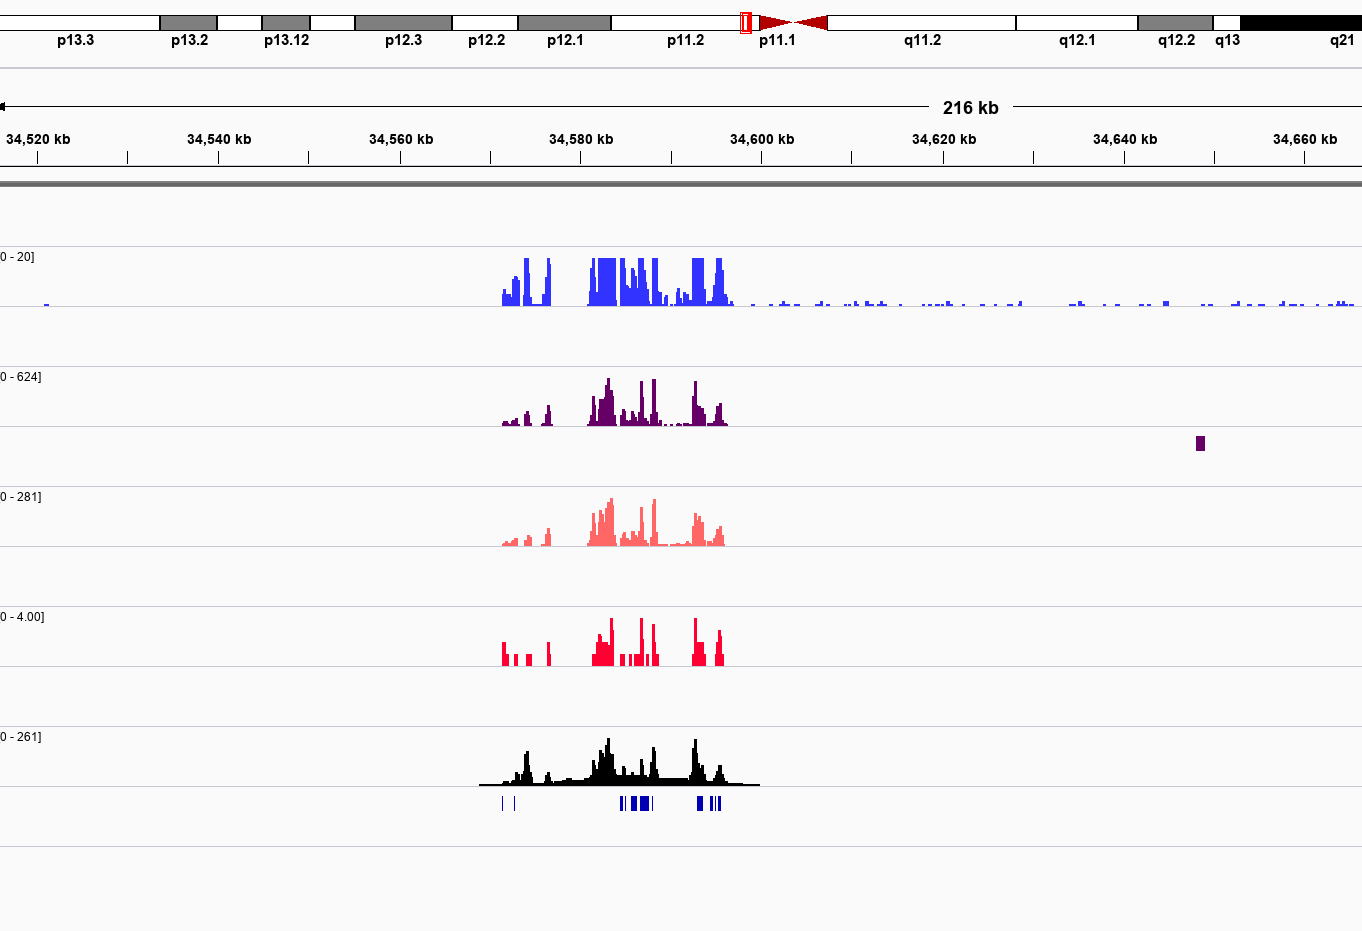 p13.3 p13.2 p13.12 p12.3 p12.2 p12.1 p11.2 p11.1 q11.2 q12.1 q12.2 q13 q21
216 kb
34,520 kb 34,540 kb 34,560 kb 34,580 kb 34,600 kb 34,620 kb 34,640 kb 34,660 kb
0 - 20]
0 - 624]
0 - 281]
0 - 4.00]
0 - 261]